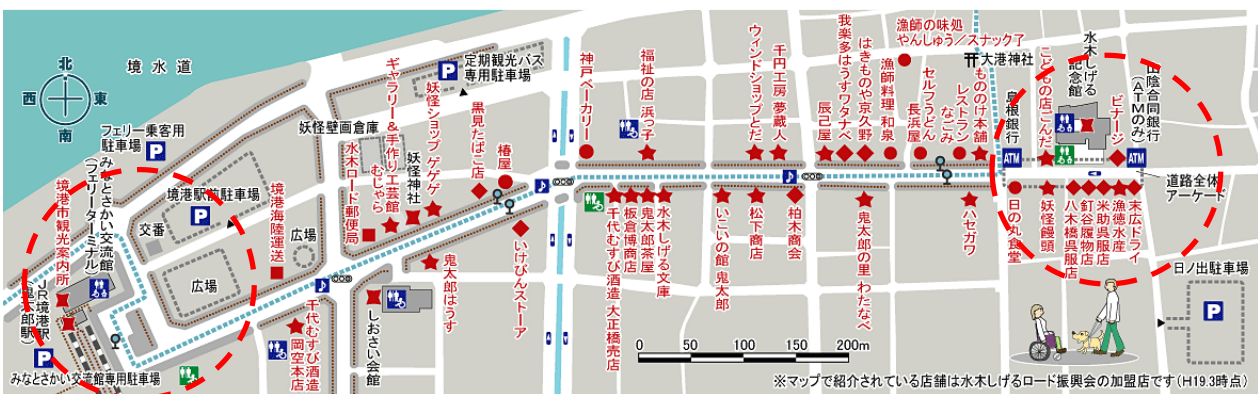 北
西
東
南
境水道
フェリー乗客用
駐車場
P
みなとさかい交流館
(フェリーターミナル)
境港市観光案内所
JR境港駅
(鬼太郎駅)
P
みなとさかい交流館専用駐車場
境港駅前駐車場
P
交番
広場
境港海陸運送
広場
妖怪壁画倉庫
水木ロード郵便局
むじゃら
ギャラリー&手作り工芸館
妖怪神社
妖怪ショップ ゲゲゲ
P
定期観光バス
専用駐車場
黒見たばこ店
椿屋
千代むすび酒造
岡空本店
しおさい会館
鬼太郎はうす
いけびんストーア
神戸ベーカリー
福祉の店 浜っ子
千代むすび酒造 大正橋売店
板倉博商店
鬼太郎茶屋
水木しげる文庫
ウィンドショップとだ
千円工房 夢蔵人
いこいの館 鬼太郎
松下商店
柏木商会
辰己屋
我楽多はうすワタナベ
はきものや京久野
漁師料理 和泉
漁師の味処
やんしゅう/スナック了
長浜屋
セルフうどん
なごみ
レストラン
もののけ本舗
大港神社
鬼太郎の里 わたなべ
ハセガワ
島根銀行
ATM
こどもの店こんだ
水木しげる
記念館
ビナージュ
山陰合同銀行
(ATMのみ)
ATM
道路全体
アーケード
日の丸食堂
妖怪饅頭
八木橋呉服店
釘谷履物店
米助呉服店
漁徳水産
末広ドライ
日ノ出駐車場
P
0 50 100 150 200m
※マップで紹介されている店舗は水木しげるロード振興会の加盟店です(H19.3時点)